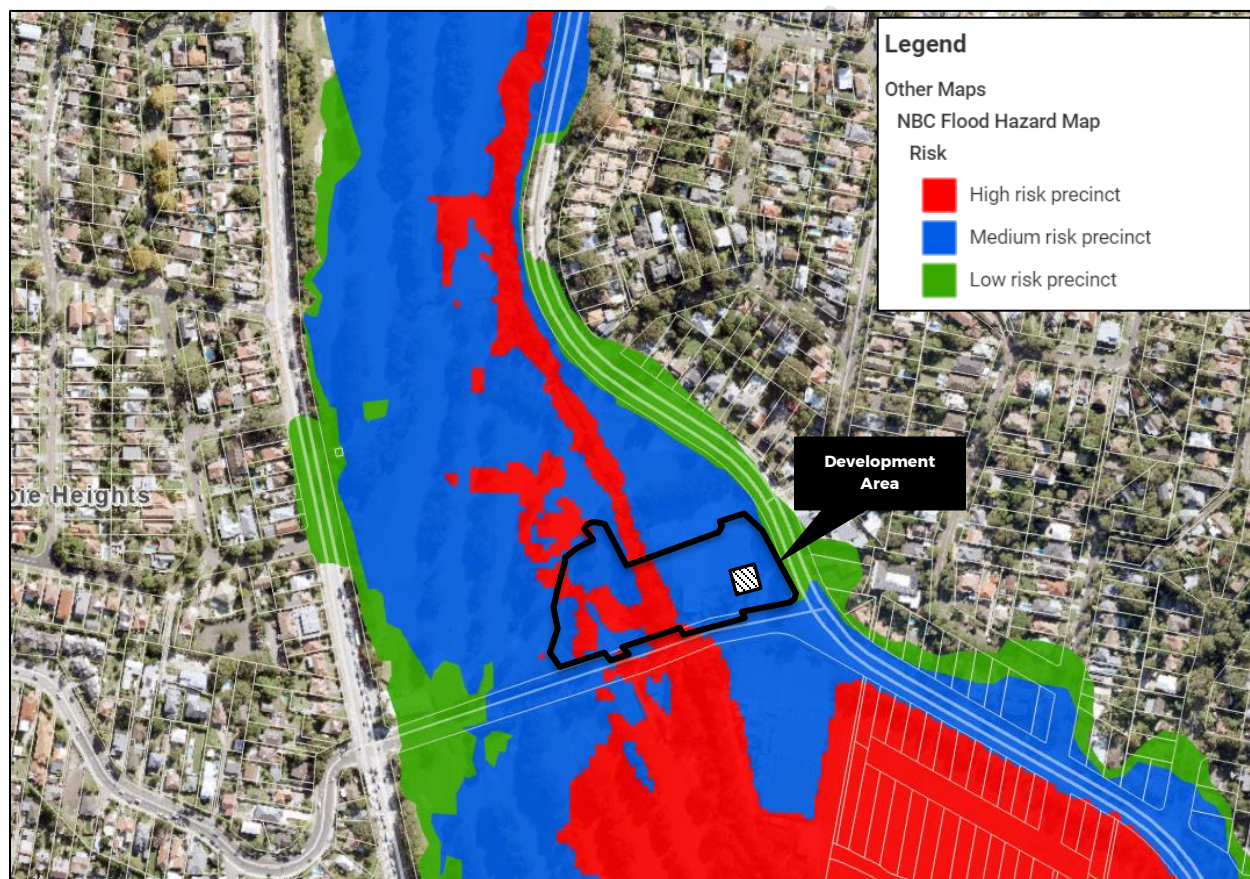 Legend
Other Maps
NBC Flood Hazard Map
Risk
High risk precinct
Medium risk precinct
Low risk precinct
Development
Area
pie Heights